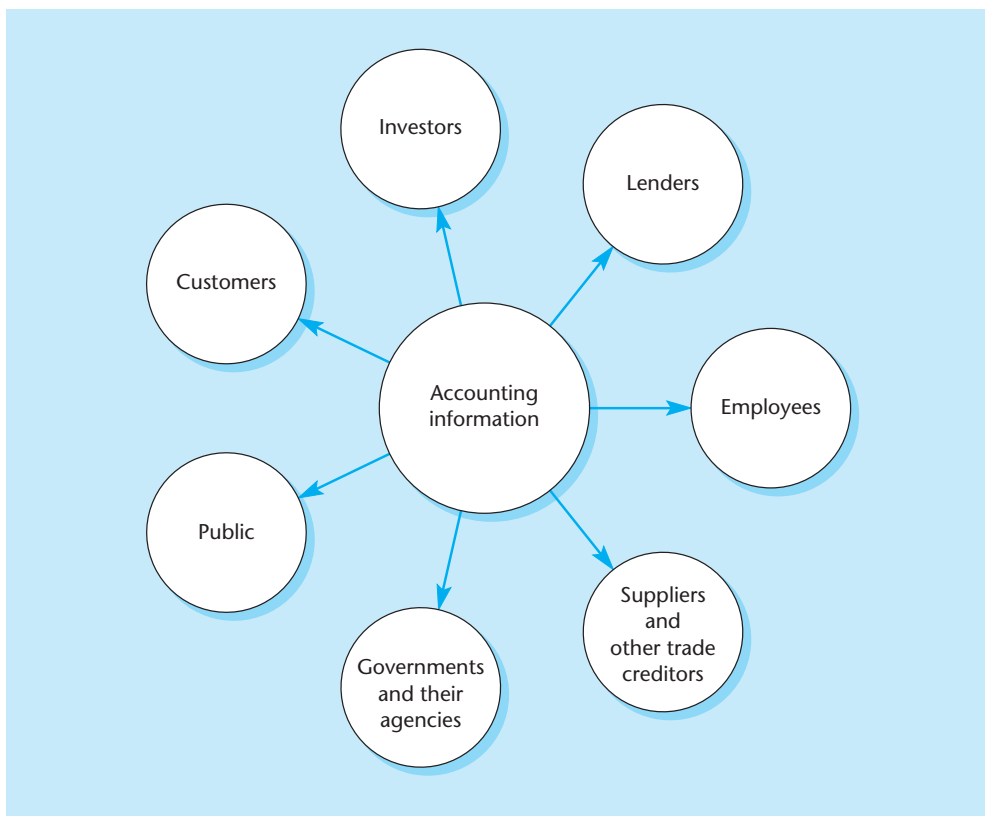 Investors
Lenders
Customers
Accounting
information
Employees
Public
Suppliers
and
other trade
creditors
Governments
and their
agencies